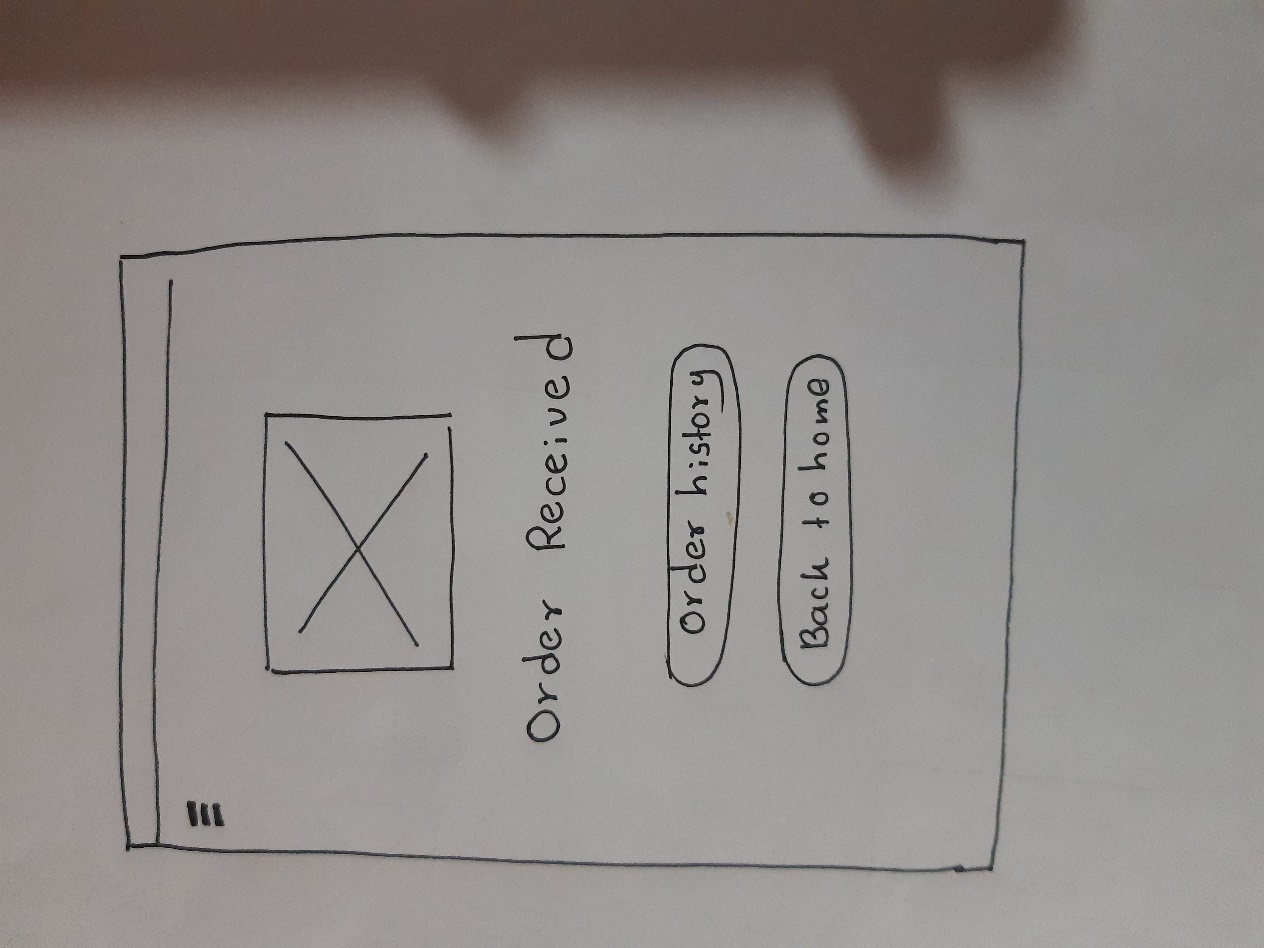 Order Received
Order history
Back to home